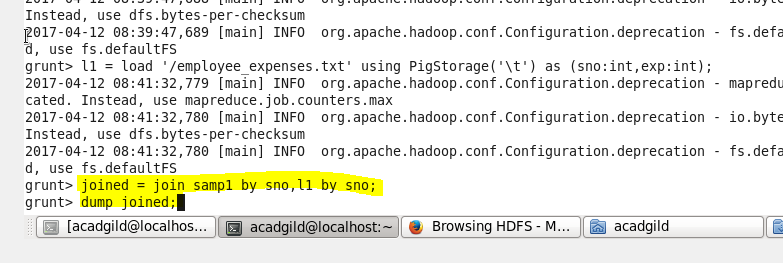 2017-04-12 08:39:47,688 [main] INFO  org.apache.hadoop.conf.Configuration.deprecation - io.byte
Instead, use dfs.bytes-per-checksum
2017-04-12 08:39:47,689 [main] INFO  org.apache.hadoop.conf.Configuration.deprecation - fs.defa
d, use fs.defaultFS
grunt> l1 = load '/employee_expenses.txt' using PigStorage('\t') as (sno:int,exp:int);
2017-04-12 08:41:32,779 [main] INFO  org.apache.hadoop.conf.Configuration.deprecation - mapredu
cated. Instead, use mapreduce.job.counters.max
2017-04-12 08:41:32,780 [main] INFO  org.apache.hadoop.conf.Configuration.deprecation - io.byte
Instead, use dfs.bytes-per-checksum
2017-04-12 08:41:32,780 [main] INFO  org.apache.hadoop.conf.Configuration.deprecation - fs.defa
d, use fs.defaultFS
grunt> joined = join samp1 by sno,l1 by sno;
grunt> dump joined;
[acadgild@localhos... acadgild@localhost:~ Browsing HDFS - M... acadgild